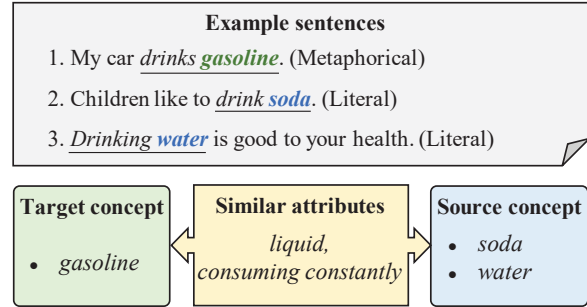 Example sentences
1. My car drinks gasoline. (Metaphorical)
2. Children like to drink soda. (Literal)
3. Drinking water is good to your health. (Literal)
Target concept
• gasoline
Similar attributes
liquid,
consuming constantly
Source concept
• soda
• water